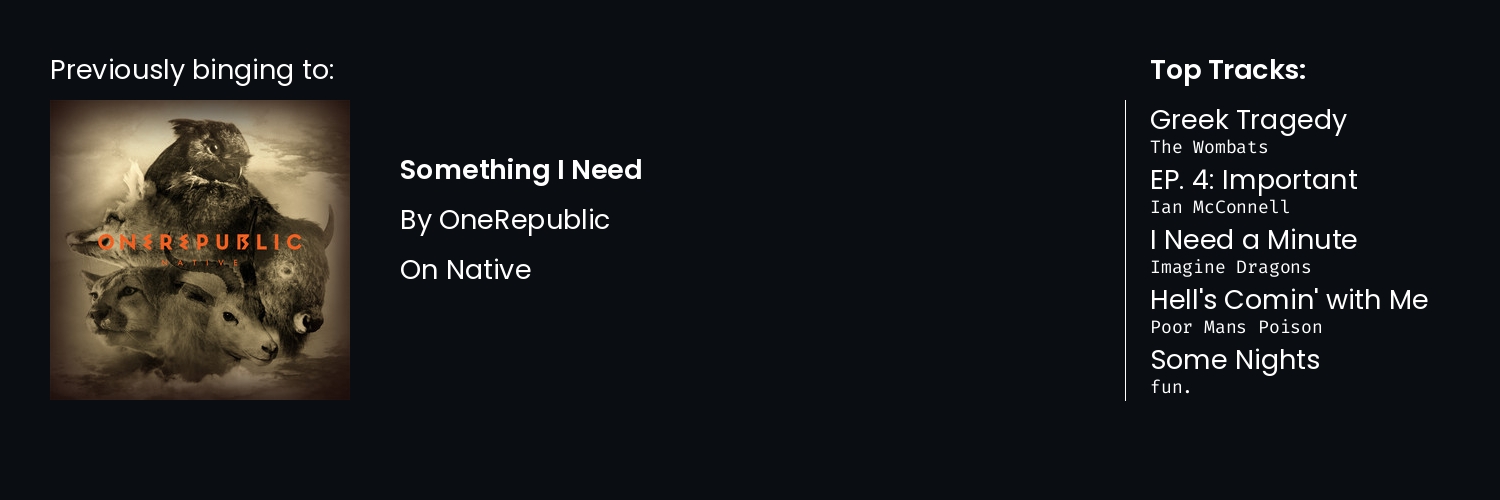 Previously binging to:
ONEREPUBLIC
NATIVE
Something I Need
By OneRepublic
On Native
Top Tracks:
Greek Tragedy
The Wombats
EP. 4: Important
Ian McConnell
I Need a Minute
Imagine Dragons
Hell's Comin' with Me
Poor Mans Poison
Some Nights
fun.